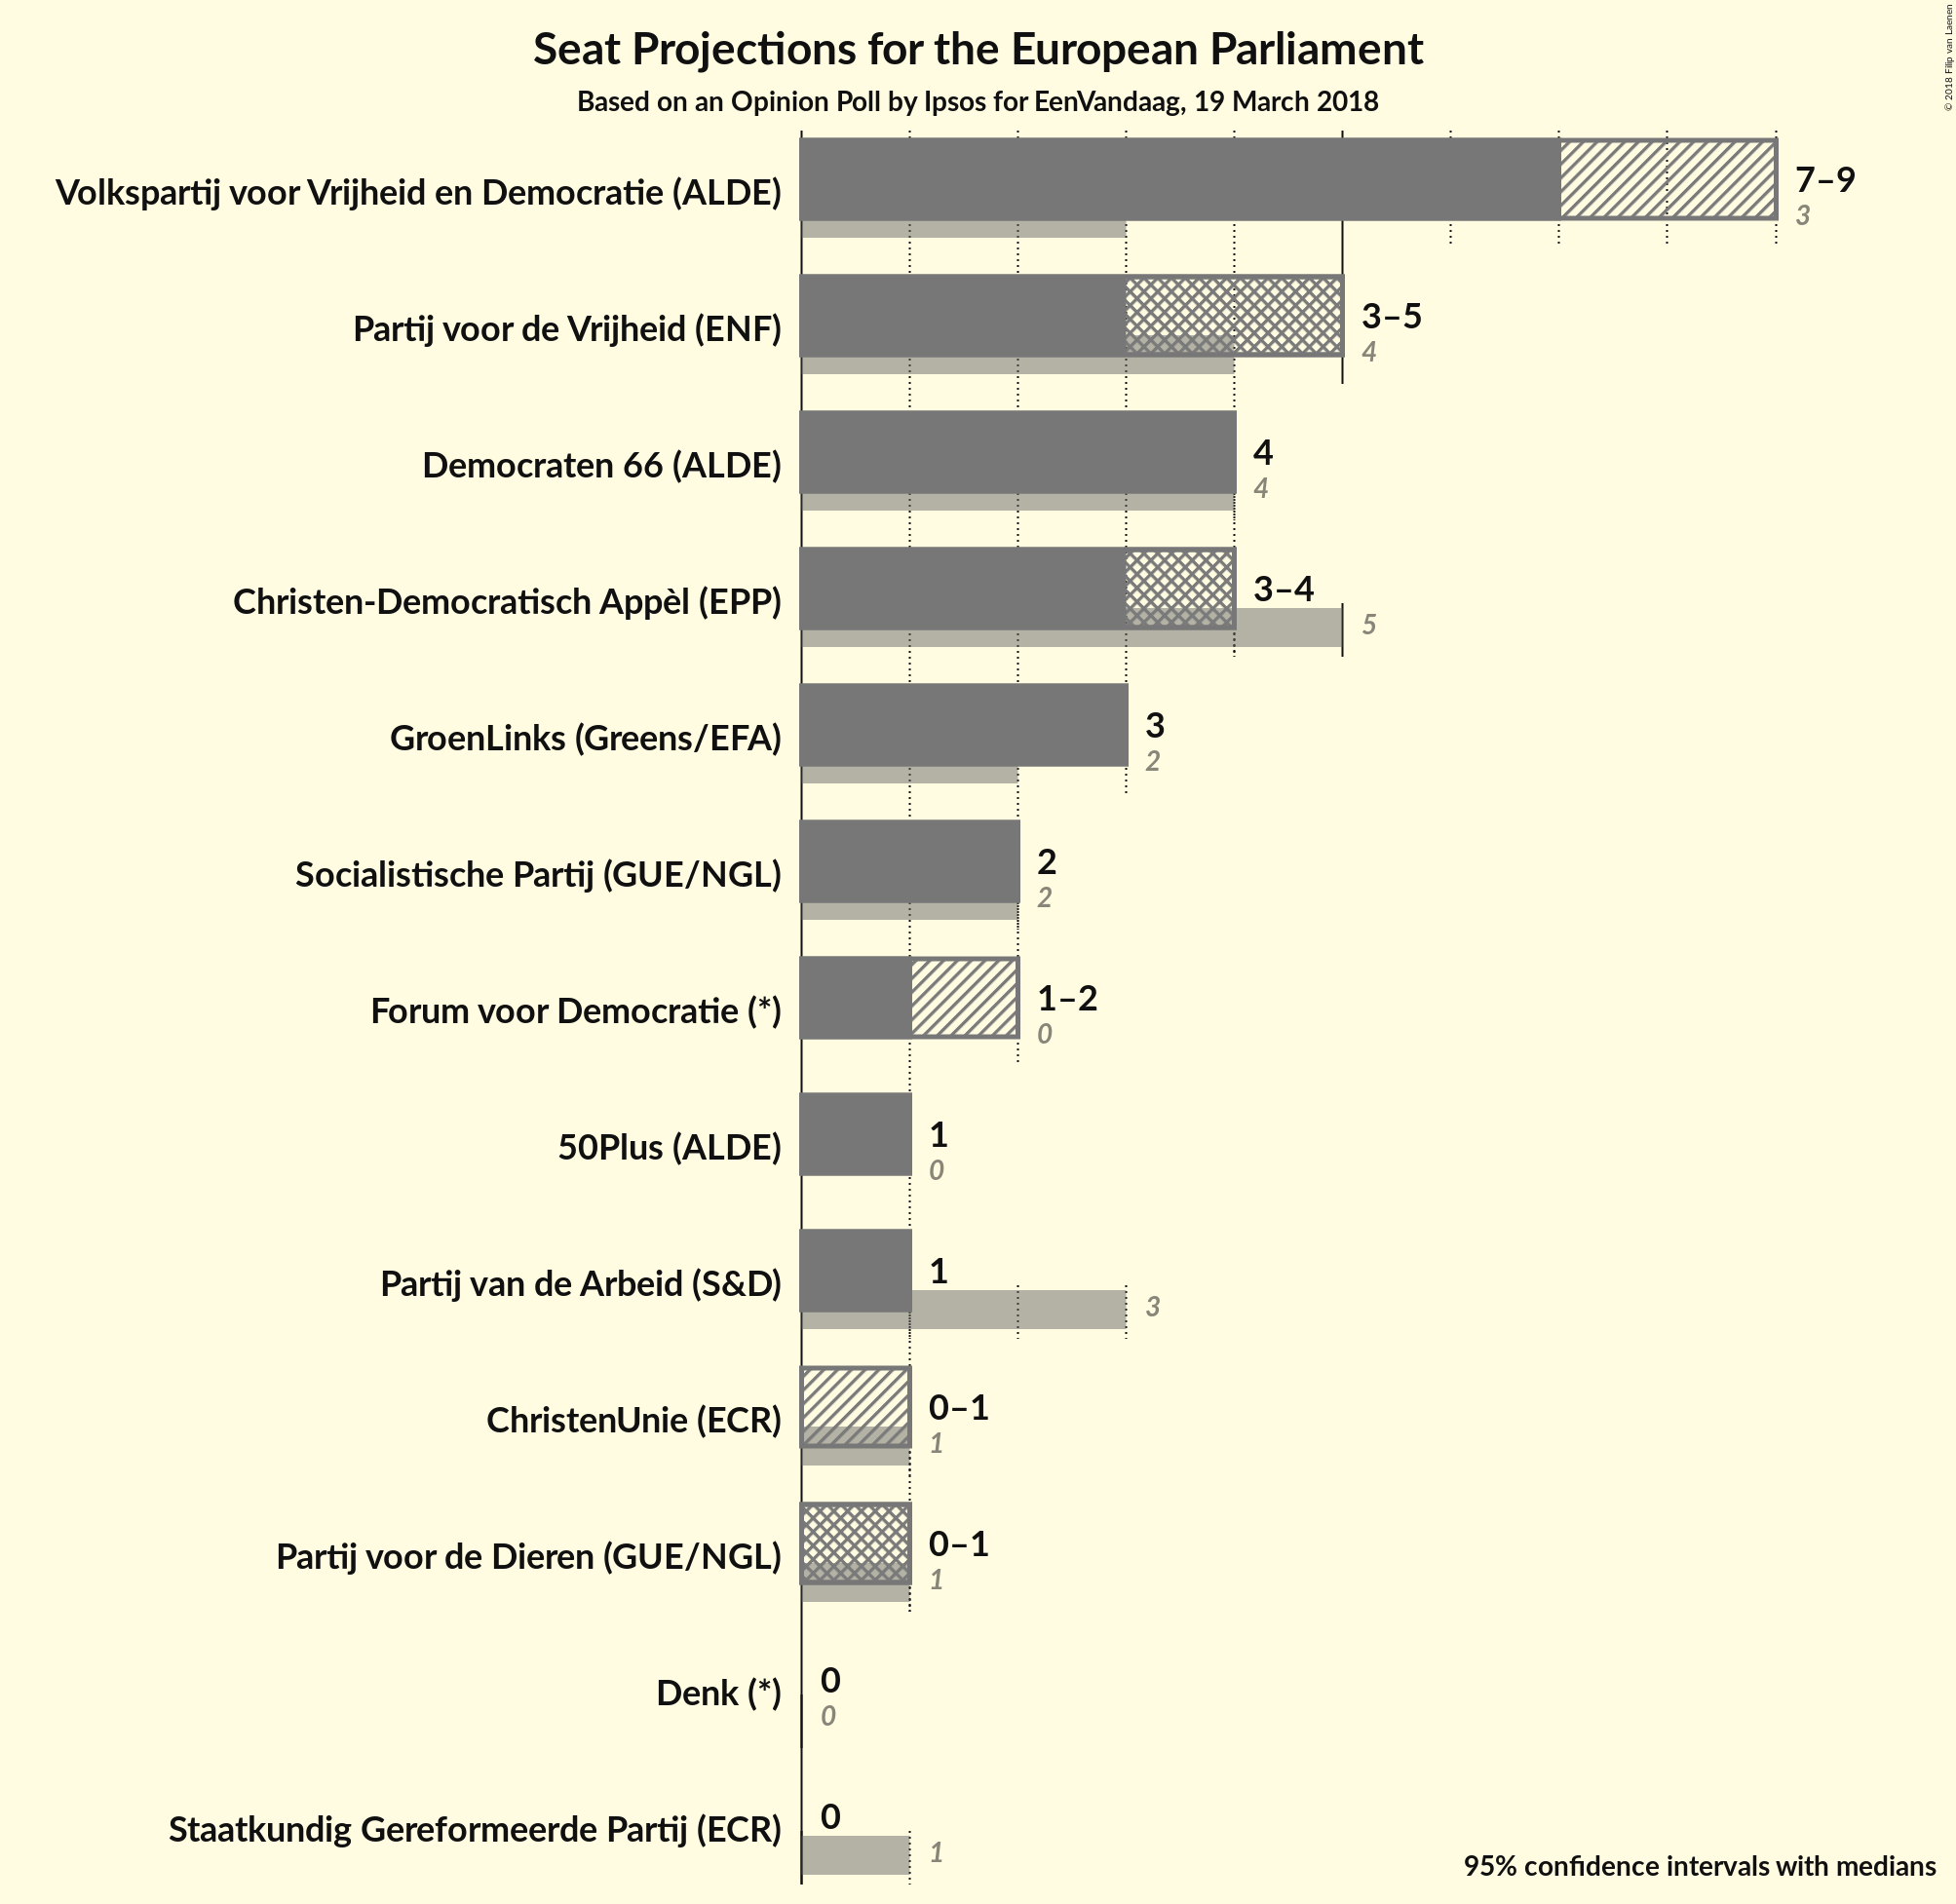 Seat Projections for the European Parliament
Based on an Opinion Poll by Ipsos for EenVandaag, 19 March 2018
© 2018 Filip van Laenen
Volkspartij voor Vrijheid en Democratie (ALDE)
7–9
3
Partij voor de Vrijheid (ENF)
3–5
4
Democraten 66 (ALDE)
4
4
Christen-Democratisch Appèl (EPP)
3–4
5
GroenLinks (Greens/EFA)
3
2
Socialistische Partij (GUE/NGL)
2
2
Forum voor Democratie (*)
1–2
0
50Plus (ALDE)
1
0
Partij van de Arbeid (S&D)
1
3
ChristenUnie (ECR)
0–1
1
Partij voor de Dieren (GUE/NGL)
0–1
1
Denk (*)
0
0
Staatkundig Gereformeerde Partij (ECR)
0
1
95% confidence intervals with medians